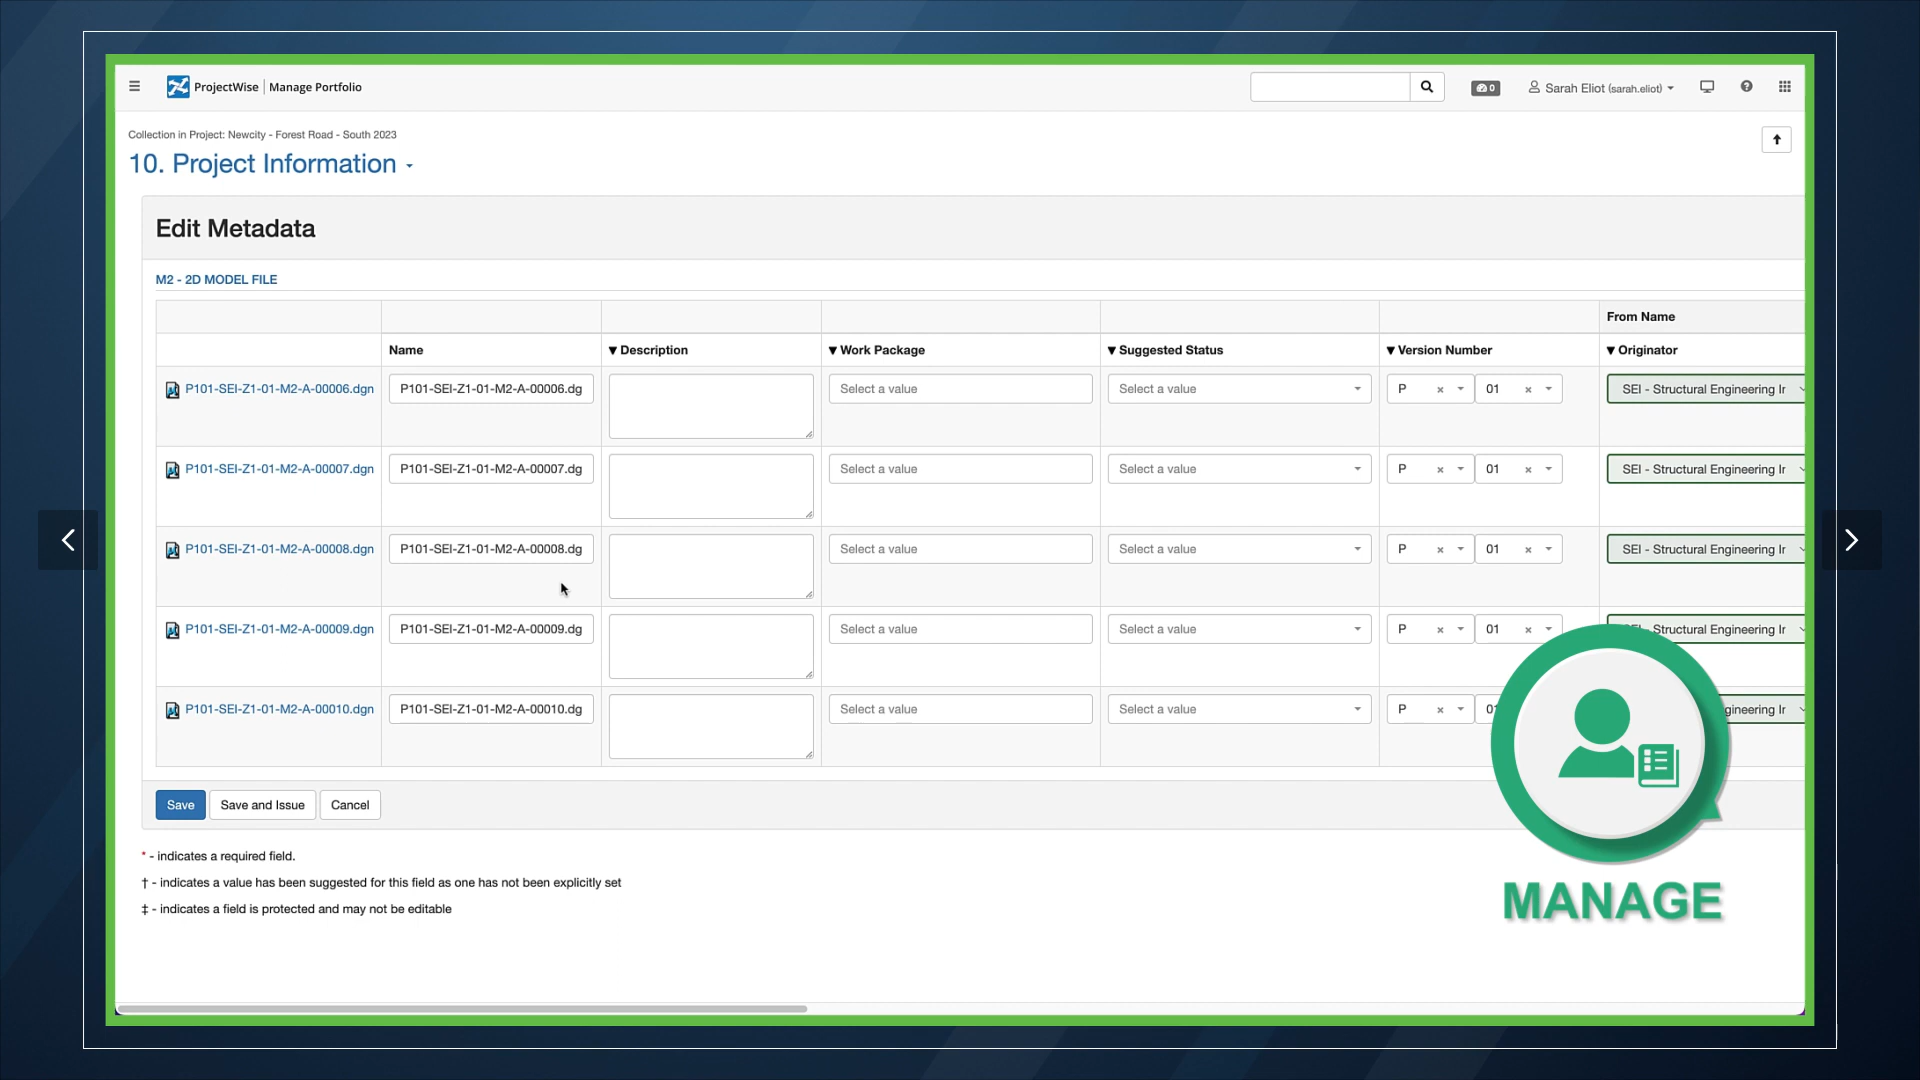 ProjectWise | Manage Portfolio
0
Sarah Eliot (sarah.eliot)
Collection in Project: Newcity - Forest Road - South 2023
10. Project Information
Edit Metadata
M2 - 2D MODEL FILE
From Name
Name ▼ Description ▼ Work Package ▼ Suggested Status ▼ Version Number ▼ Originator
P101-SEI-Z1-01-M2-A-00006.dgn P101-SEI-Z1-01-M2-A-00006.dg Select a value Select a value P × 01 × SEI - Structural Engineering Ir
P101-SEI-Z1-01-M2-A-00007.dgn P101-SEI-Z1-01-M2-A-00007.dg Select a value Select a value P × 01 × SEI - Structural Engineering Ir
P101-SEI-Z1-01-M2-A-00008.dgn P101-SEI-Z1-01-M2-A-00008.dg Select a value Select a value P × 01 × SEI - Structural Engineering Ir
P101-SEI-Z1-01-M2-A-00009.dgn P101-SEI-Z1-01-M2-A-00009.dg Select a value Select a value P × 01 × Structural Engineering Ir
P101-SEI-Z1-01-M2-A-00010.dgn P101-SEI-Z1-01-M2-A-00010.dg Select a value Select a value P × gineering Ir
Save Save and Issue Cancel
* - indicates a required field.
† - indicates a value has been suggested for this field as one has not been explicitly set
‡ - indicates a field is protected and may not be editable
MANAGE